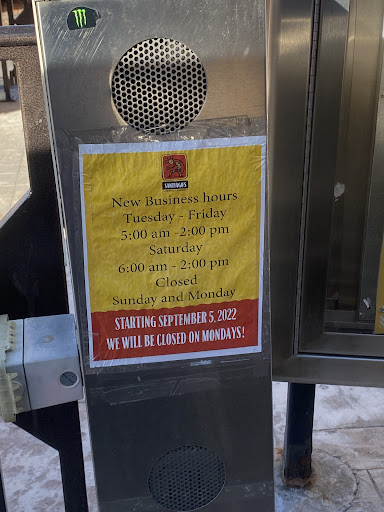 SANTIAGO'S
New Business hours
Tuesday - Friday
5:00 am -2:00 pm
Saturday
6:00 am - 2:00 pm
Closed
Sunday and Monday
STARTING SEPTEMBER 5, 2022
WE WILL BE CLOSED ON MONDAYS!